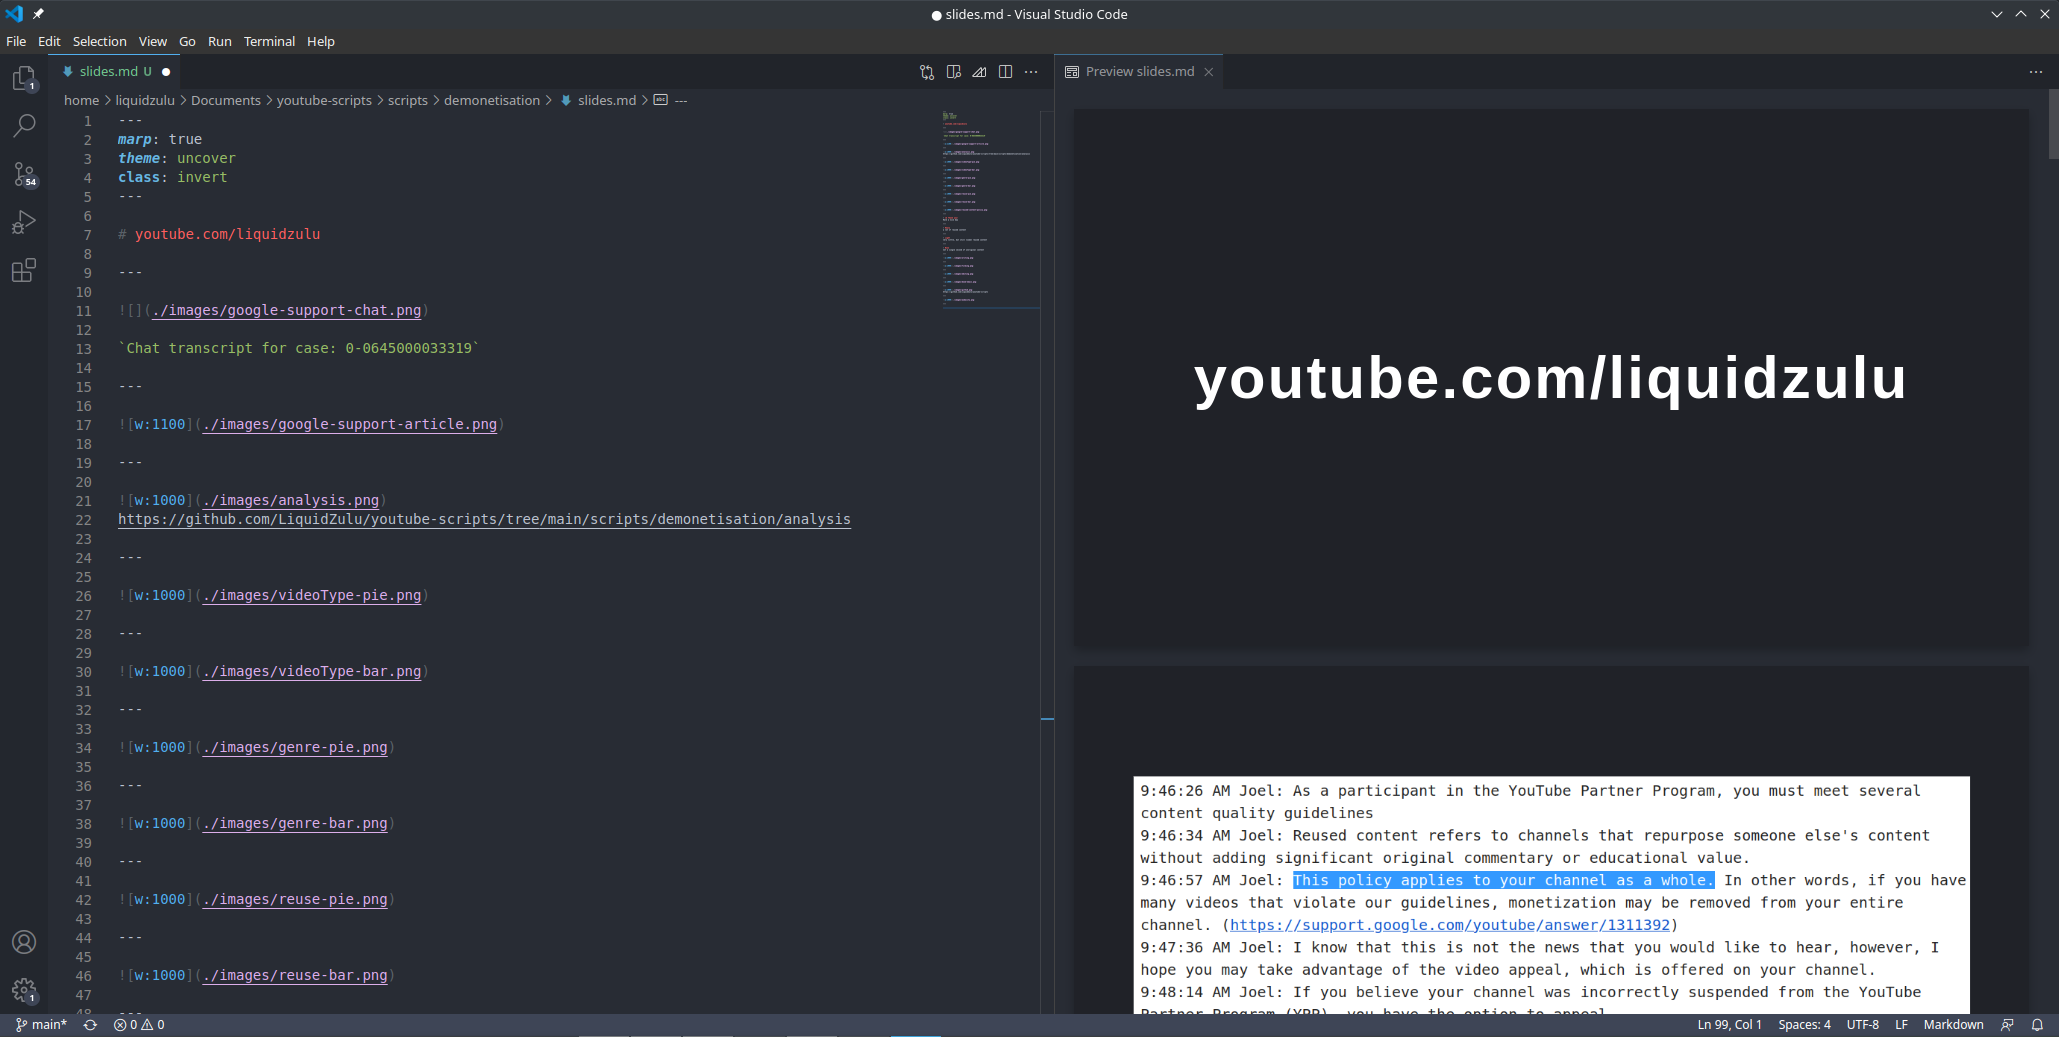 slides.md - Visual Studio Code
File Edit Selection View Go Run Terminal Help
slides.md U
home > liquidzulu > Documents > youtube-scripts > scripts > demonetisation > slides.md > abc ---
1 ---
2 marp: true
3 theme: uncover
4 class: invert
5 ---
6
7 # youtube.com/liquidzulu
8
9 ---
10
11 ![](./images/google-support-chat.png)
12
13 `Chat transcript for case: 0-0645000033319`
14
15 ---
16
17 ![w:1100](./images/google-support-article.png)
18
19 ---
20
21 ![w:1000](./images/analysis.png)
22 https://github.com/LiquidZulu/youtube-scripts/tree/main/scripts/demonetisation/analysis
23
24 ---
25
26 ![w:1000](./images/videoType-pie.png)
27
28 ---
29
30 ![w:1000](./images/videoType-bar.png)
31
32 ---
33
34 ![w:1000](./images/genre-pie.png)
35
36 ---
37
38 ![w:1000](./images/genre-bar.png)
39
40 ---
41
42 ![w:1000](./images/reuse-pie.png)
43
44 ---
45
46 ![w:1000](./images/reuse-bar.png)
47
48 ---
1
54
1
Preview slides.md
youtube.com/liquidzulu
9:46:26 AM Joel: As a participant in the YouTube Partner Program, you must meet several
content quality guidelines
9:46:34 AM Joel: Reused content refers to channels that repurpose someone else's content
without adding significant original commentary or educational value.
9:46:57 AM Joel: This policy applies to your channel as a whole. In other words, if you have
many videos that violate our guidelines, monetization may be removed from your entire
channel. (https://support.google.com/youtube/answer/1311392)
9:47:36 AM Joel: I know that this is not the news that you would like to hear, however, I
hope you may take advantage of the video appeal, which is offered on your channel.
9:48:14 AM Joel: If you believe your channel was incorrectly suspended from the YouTube
Partner Program (YPP), you have the option to appeal
main* 0 0
Ln 99, Col 1 Spaces: 4 UTF-8 LF Markdown